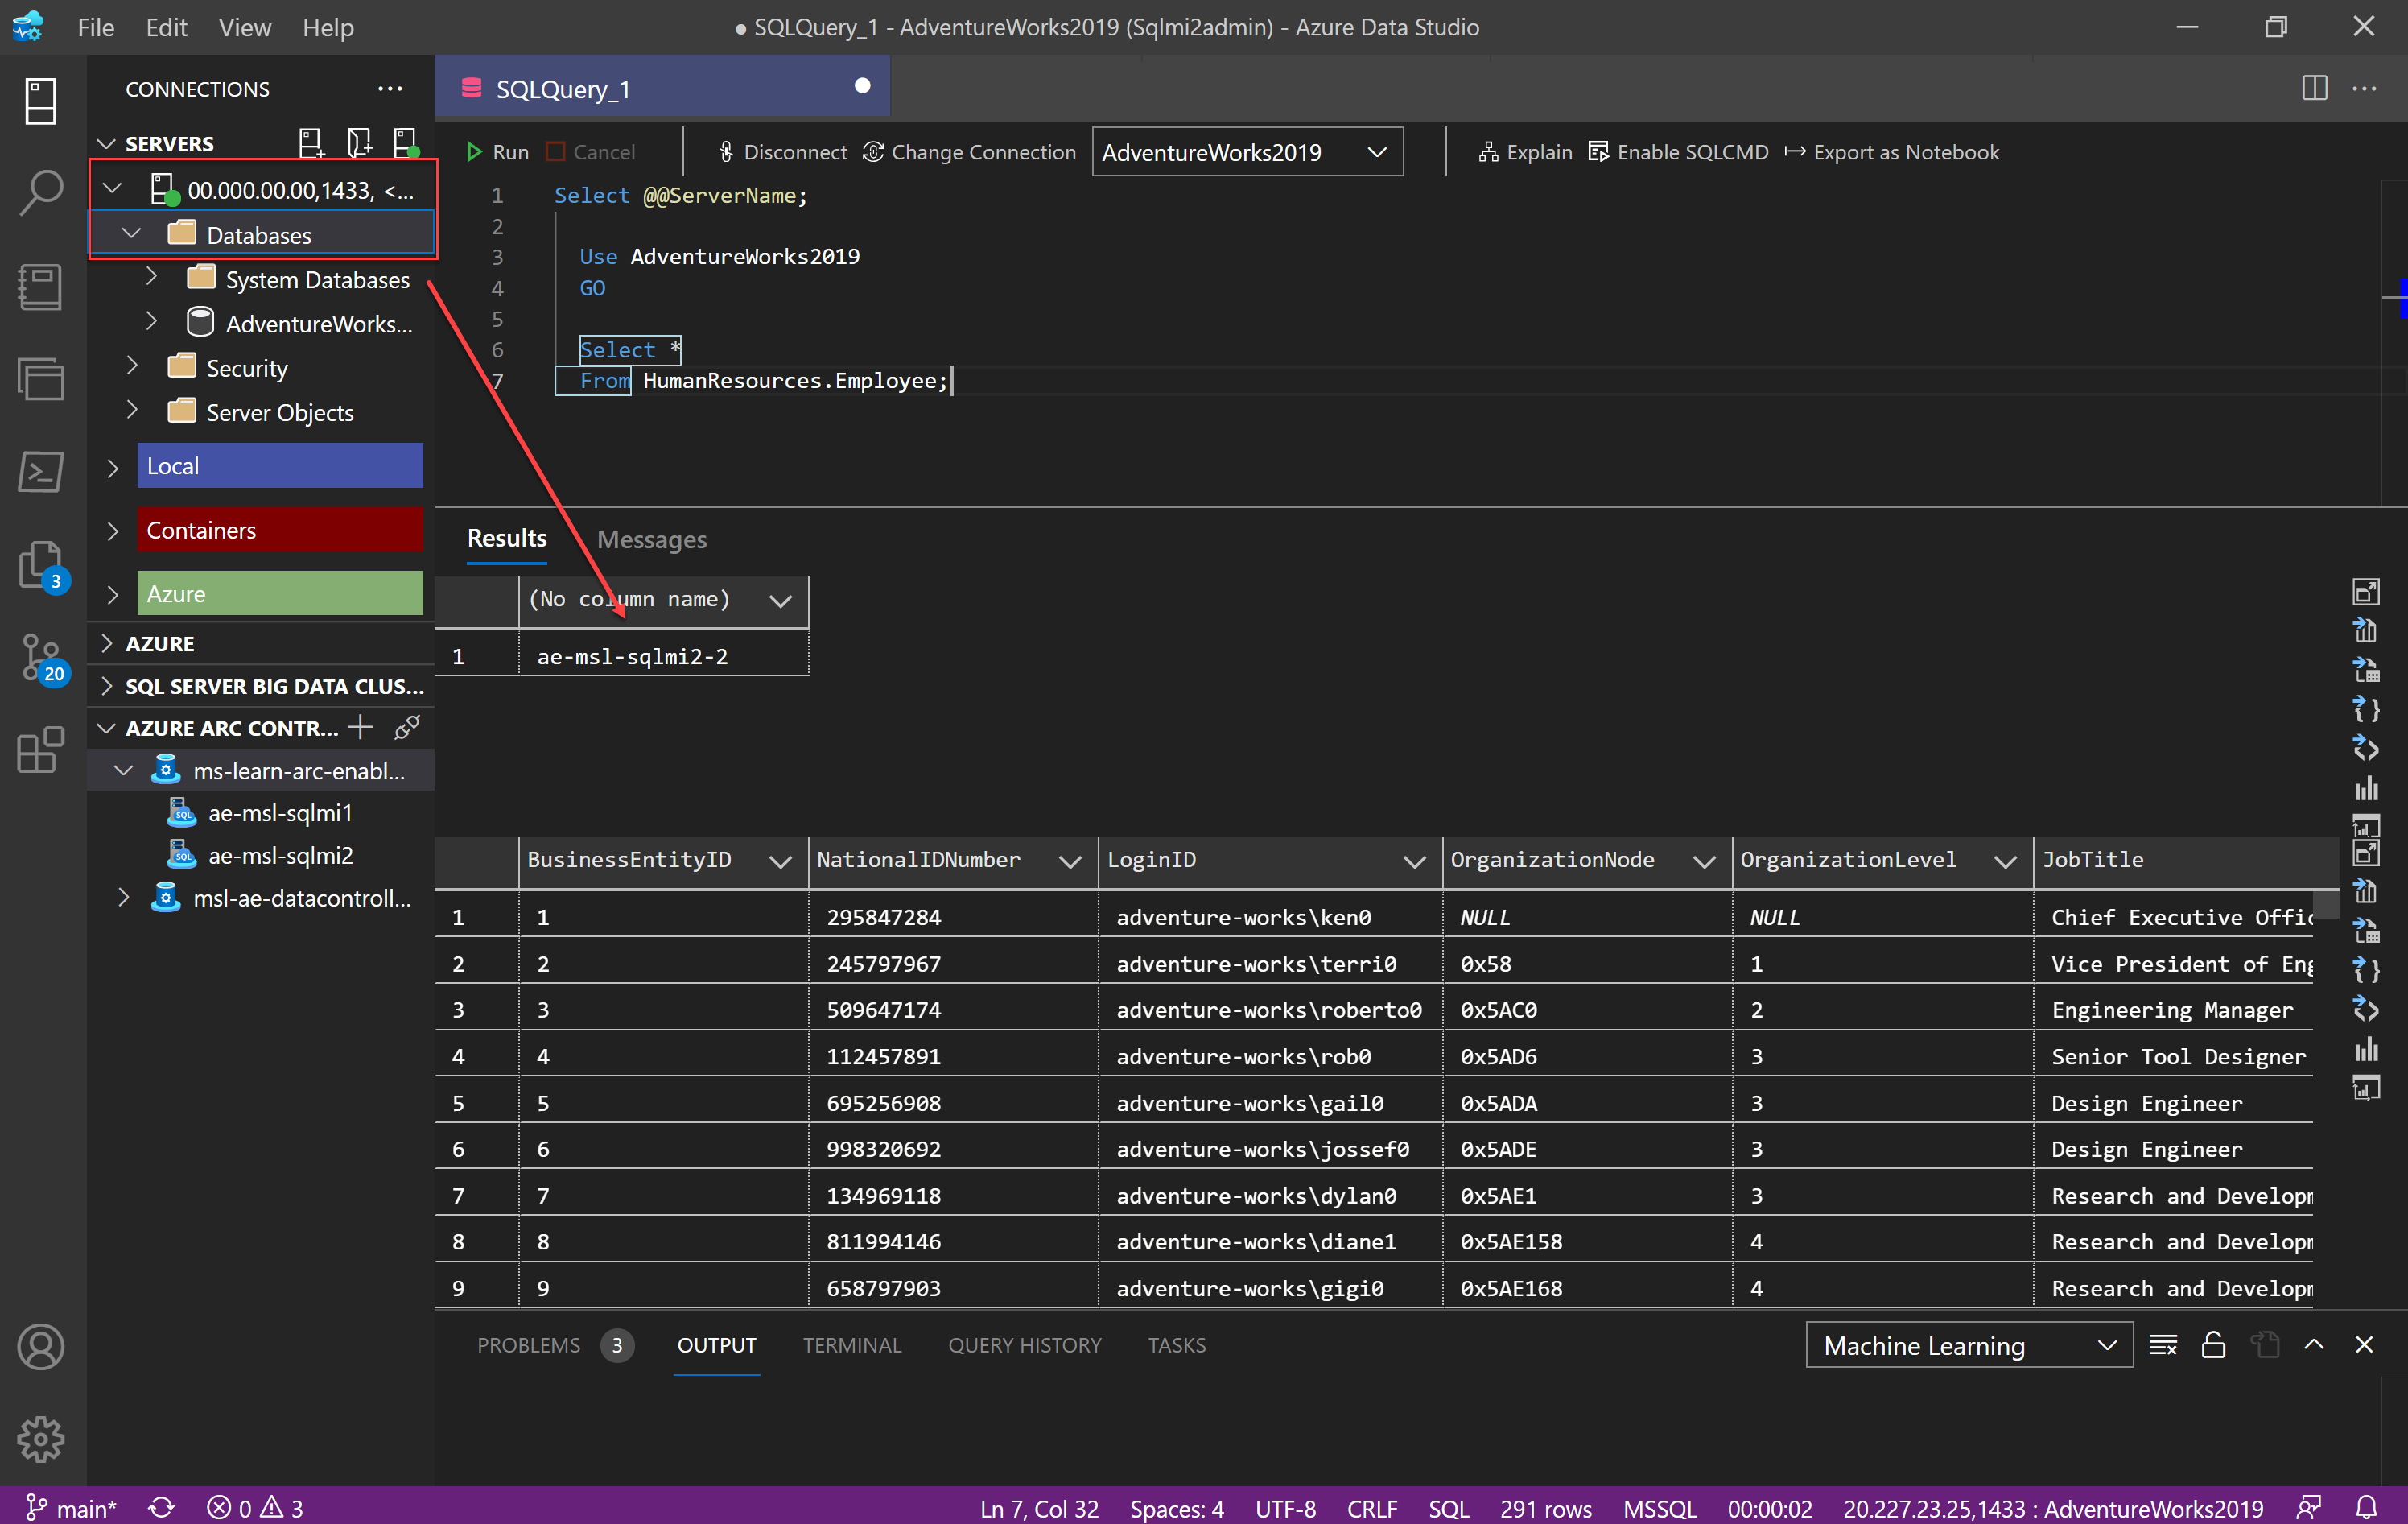 File Edit View Help
● SQLQuery_1 - AdventureWorks2019 (Sqlmi2admin) - Azure Data Studio
CONNECTIONS
SERVERS
00.000.00.00,1433, <...
Databases
System Databases
AdventureWorks...
Security
Server Objects
Local
Containers
Azure
AZURE
SQL SERVER BIG DATA CLUS...
AZURE ARC CONTR...
ms-learn-arc-enabl...
ae-msl-sqlmi1
ae-msl-sqlmi2
msl-ae-datacontroll...
3
20
SQLQuery_1
Run Cancel Disconnect Change Connection AdventureWorks2019 Explain Enable SQLCMD Export as Notebook
1 Select @@ServerName;
2
3 Use AdventureWorks2019
4 GO
5
6 Select *
7 From HumanResources.Employee;
Results Messages
(No column name)
1 ae-msl-sqlmi2-2
BusinessEntityID NationalIDNumber LoginID OrganizationNode OrganizationLevel JobTitle
1 1 295847284 adventure-works\ken0 NULL NULL Chief Executive Offic
2 2 245797967 adventure-works\terri0 0x58 1 Vice President of Eng
3 3 509647174 adventure-works\roberto0 0x5AC0 2 Engineering Manager
4 4 112457891 adventure-works\rob0 0x5AD6 3 Senior Tool Designer
5 5 695256908 adventure-works\gail0 0x5ADA 3 Design Engineer
6 6 998320692 adventure-works\jossef0 0x5ADE 3 Design Engineer
7 7 134969118 adventure-works\dylan0 0x5AE1 3 Research and Developm
8 8 811994146 adventure-works\diane1 0x5AE158 4 Research and Developm
9 9 658797903 adventure-works\gigi0 0x5AE168 4 Research and Developm
PROBLEMS 3 OUTPUT TERMINAL QUERY HISTORY TASKS Machine Learning
main* 0 3 Ln 7, Col 32 Spaces: 4 UTF-8 CRLF SQL 291 rows MSSQL 00:00:02 20.227.23.25,1433 : AdventureWorks2019